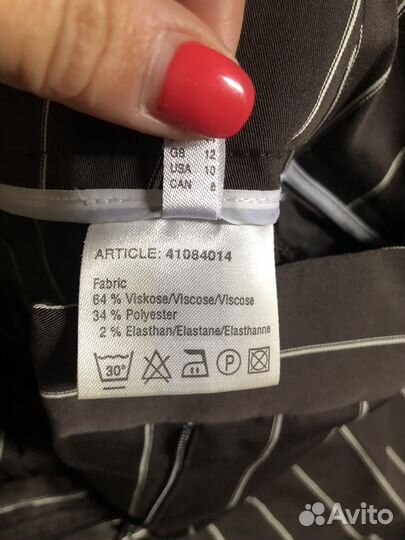 GB 12
USA 10
CAN 8
ARTICLE: 41084014
Fabric
64 % Viskose/Viscose/Viscose
34 % Polyester
2 % Elasthan/Elastane/Elasthanne
30° P
Avito